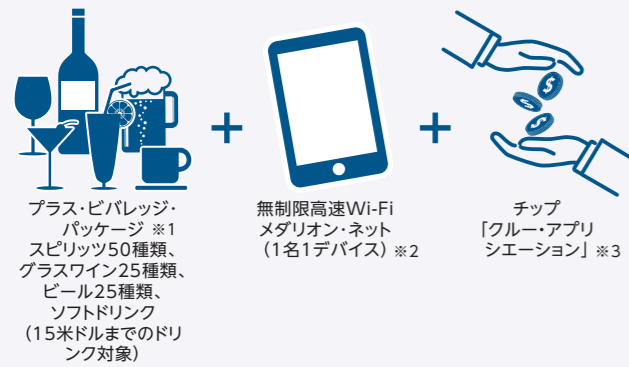 プラス・ビバレッジ・
パッケージ ※1
スピリッツ50種類、
グラスワイン25種類、
ビール25種類、
ソフトドリンク
(15米ドルまでのドリ
ンク対象)
+
無制限高速Wi-Fi
メダリオン・ネット
(1名1デバイス) ※2
+
$
$
$
チップ
「クルー・アプリ
シエーション」 ※3